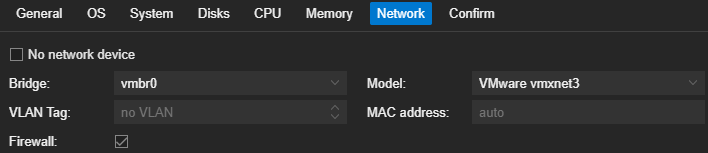 General OS System Disks CPU Memory Network Confirm
No network device
Bridge: vmbr0 Model: VMware vmxnet3
VLAN Tag: no VLAN MAC address: auto
Firewall: